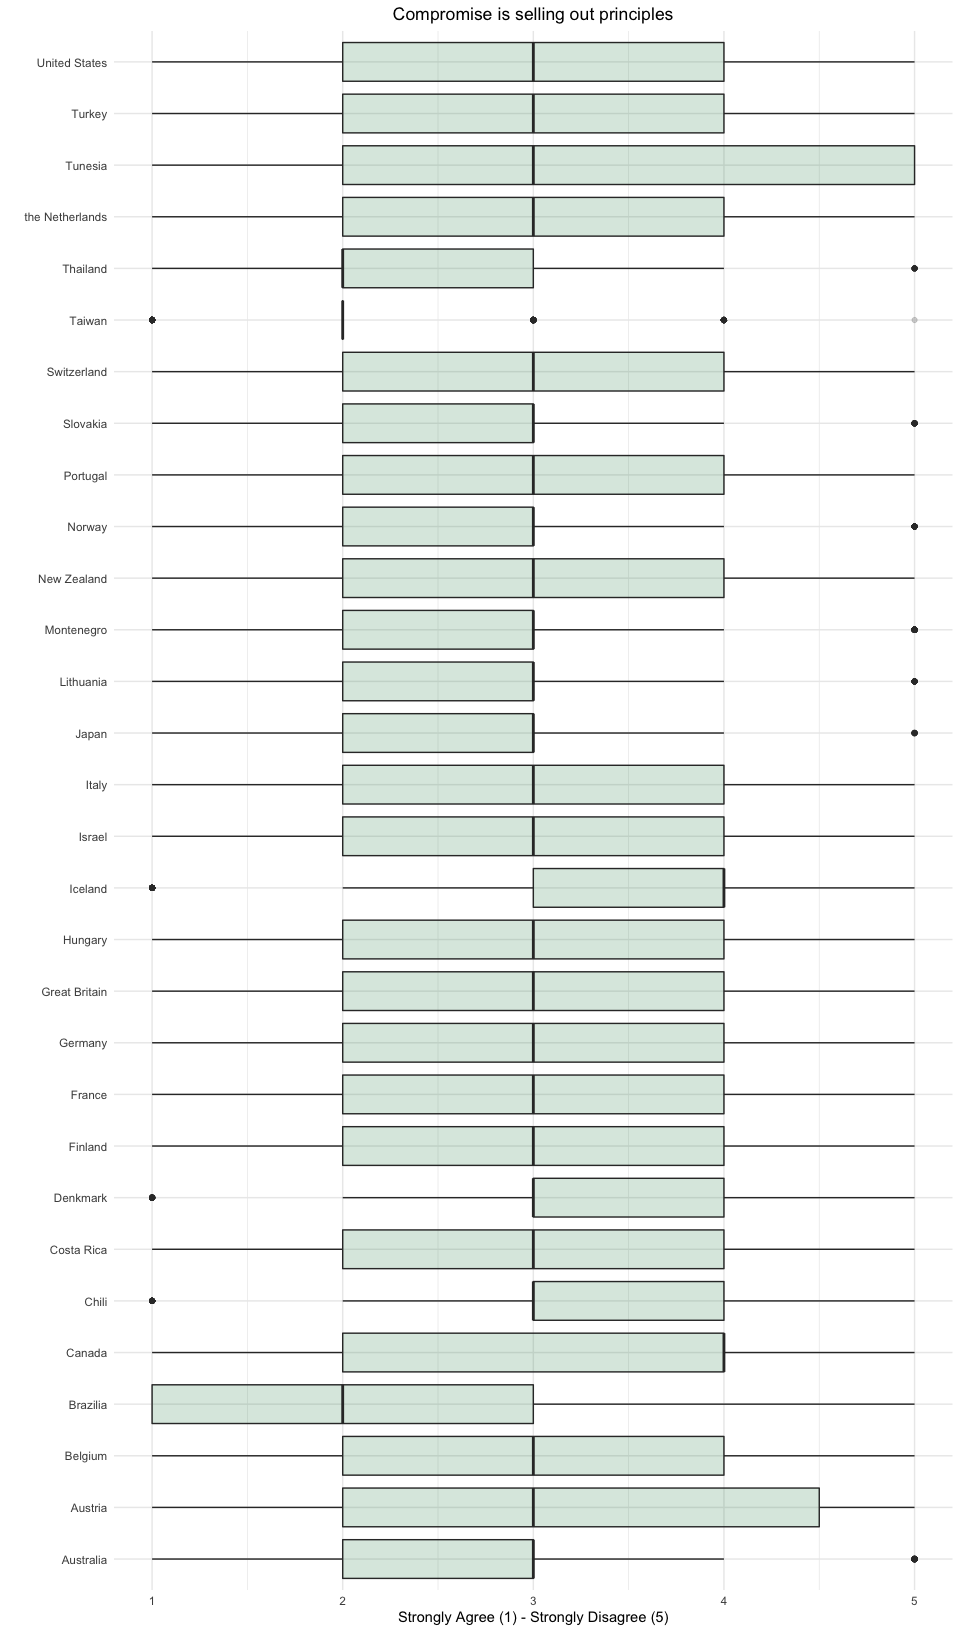 Compromise is selling out principles
United States
Turkey
Tunesia
the Netherlands
Thailand
Taiwan
Switzerland
Slovakia
Portugal
Norway
New Zealand
Montenegro
Lithuania
Japan
Italy
Israel
Iceland
Hungary
Great Britain
Germany
France
Finland
Denkmark
Costa Rica
Chili
Canada
Brazilia
Belgium
Austria
Australia
1 2 3 4 5
Strongly Agree (1) - Strongly Disagree (5)